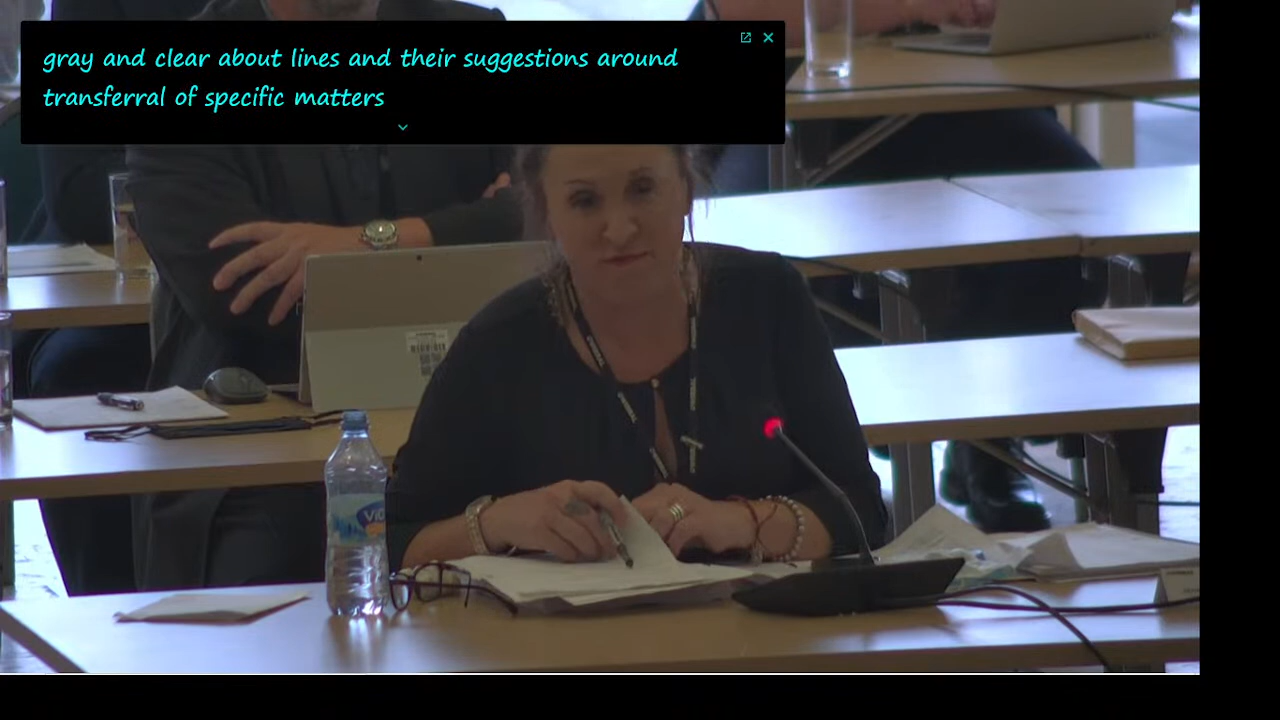 gray and clear about lines and their suggestions around
transferral of specific matters